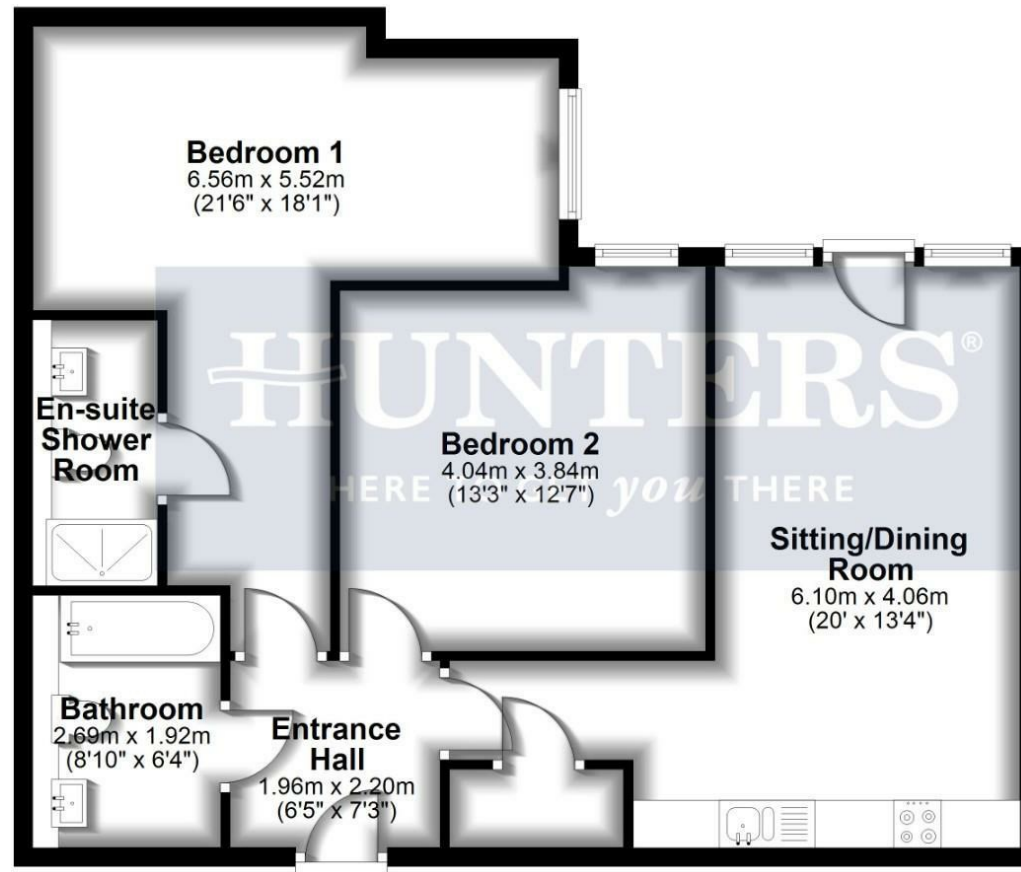 Bedroom 1
6.56m x 5.52m
(21'6" x 18'1")
HUNTERS®
HERE TO GET you THERE
En-suite
Shower
Room
Bedroom 2
4.04m x 3.84m
(13'3" x 12'7")
Sitting/Dining
Room
6.10m x 4.06m
(20' x 13'4")
Bathroom
2.69m x 1.92m
(8'10" x 6'4")
Entrance
Hall
1.96m x 2.20m
(6'5" x 7'3")